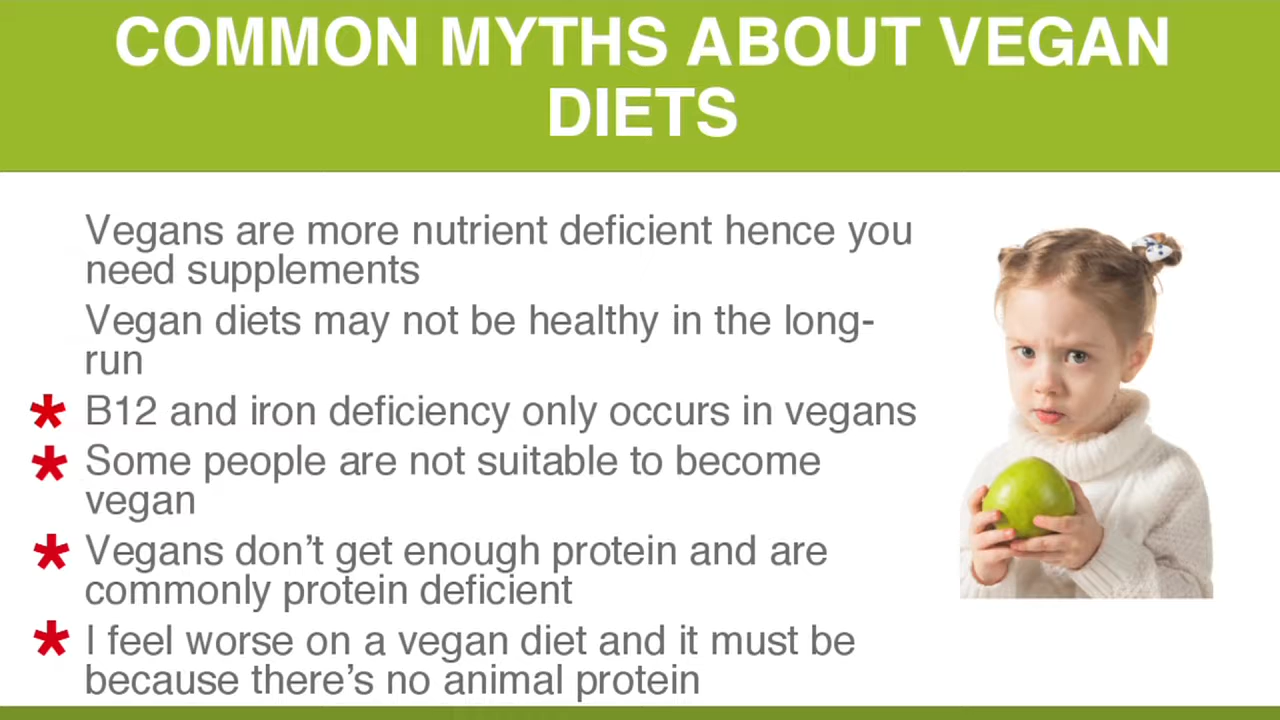 COMMON MYTHS ABOUT VEGAN
DIETS
Vegans are more nutrient deficient hence you
need supplements
Vegan diets may not be healthy in the long-
run
* B12 and iron deficiency only occurs in vegans
* Some people are not suitable to become
vegan
* Vegans don’t get enough protein and are
commonly protein deficient
* I feel worse on a vegan diet and it must be
because there’s no animal protein